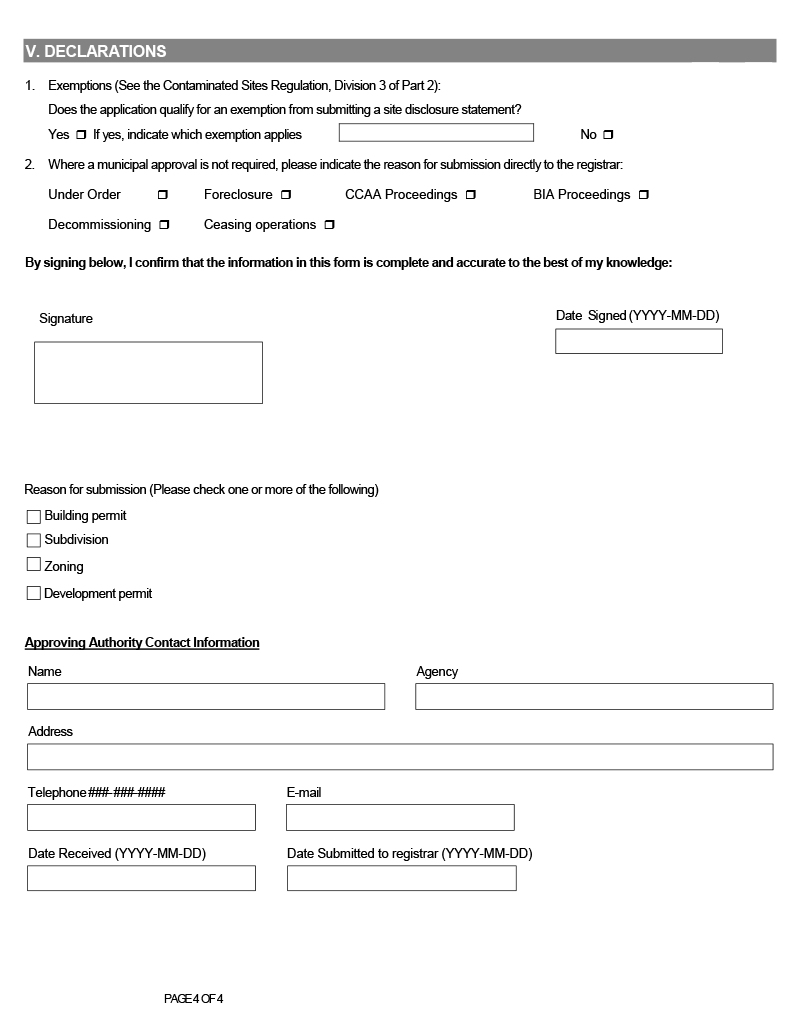 V. DECLARATIONS
1. Exemptions (See the Contaminated Sites Regulation, Division 3 of Part 2):
Does the application qualify for an exemption from submitting a site disclosure statement?
Yes If yes, indicate which exemption applies No
2. Where a municipal approval is not required, please indicate the reason for submission directly to the registrar:
Under Order Foreclosure CCAA Proceedings BIA Proceedings
Decommissioning Ceasing operations
By signing below, I confirm that the information in this form is complete and accurate to the best of my knowledge:
Signature
Date Signed (YYYY-MM-DD)
Reason for submission (Please check one or more of the following)
Building permit
Subdivision
Zoning
Development permit
Approving Authority Contact Information
Name Agency
Address
Telephone ###-###-#### E-mail
Date Received (YYYY-MM-DD) Date Submitted to registrar (YYYY-MM-DD)
PAGE 4 OF 4